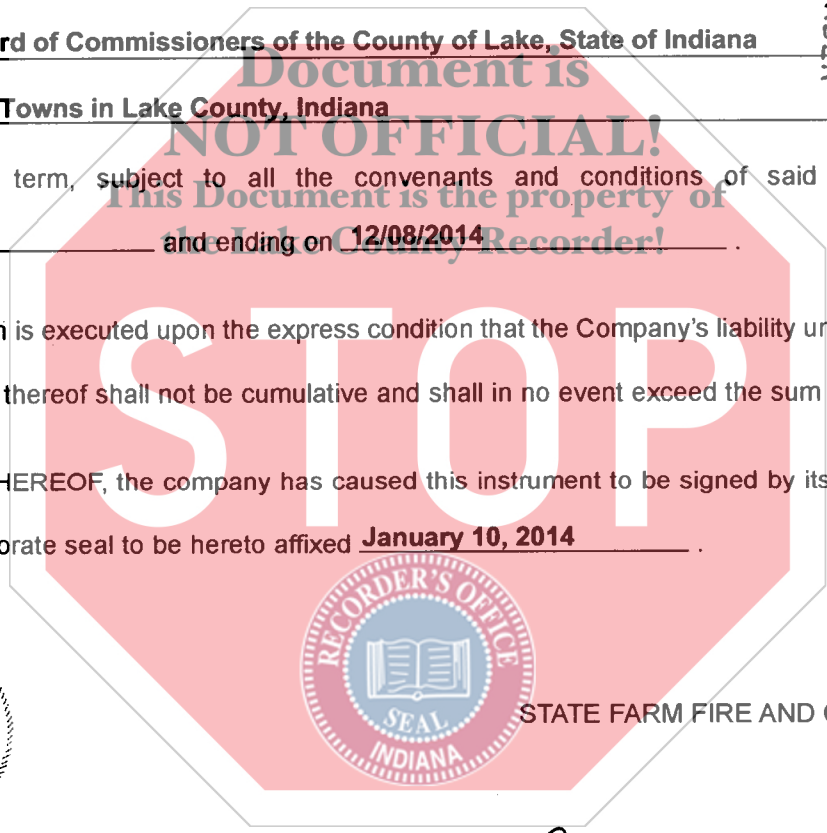 rd of Commissioners of the County of Lake, State of Indiana
Document is
Towns in Lake County, Indiana
NOT OFFICIAL!
term, subject to all the convenants and conditions of said
This Document is the property of
and ending on 12/08/2014 .
the Lake County Recorder!
is executed upon the express condition that the Company's liability
STOP
thereof shall not be cumulative and shall in no event exceed the sum
HEREOF, the company has caused this instrument to be signed by its
orate seal to be hereto affixed January 10, 2014 .
RECORDER'S OFFICE
SEAL
INDIANA
STATE FARM FIRE AND